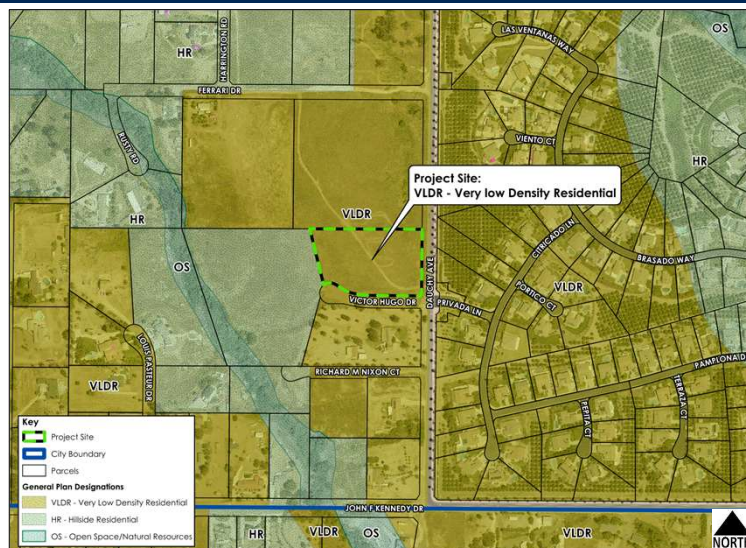 OS
LAS VENTANAS WAY
HR
HARRINGTON RD
FERRARI DR
RUSTY RD
VIENTO CT
HR
Project Site:
VLDR - Very low Density Residential
VLDR
HR
OS
CITRICADO LN
BRASADO WAY
VICTOR HUGO DR
DAUCHY AVE
PRIVADA LN
PORTICO CT
VLDR
LOUIS PASTEUR DR
VLDR
RICHARD M NIXON CT
PAMPLONA D
TERRAZA CT
PEPITA CT
Key
Project Site
City Boundary
Parcels
General Plan Designations
VLDR - Very Low Density Residential
HR - Hillside Residential
OS - Open Space/Natural Resources
JOHN F KENNEDY DR
HR
VLDR
OS
VLDR
NORTH